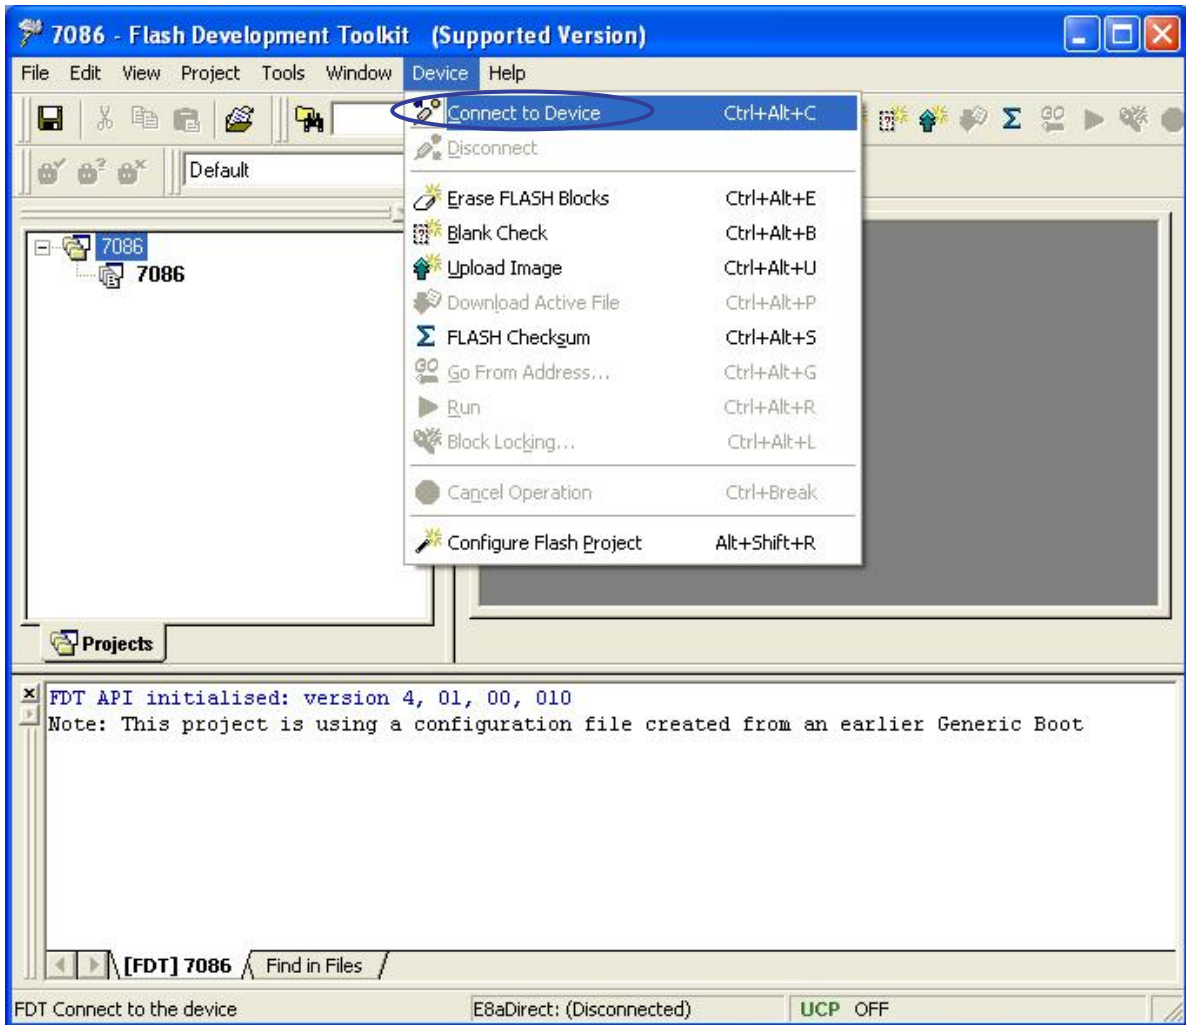 7086 - Flash Development Toolkit (Supported Version)
File Edit View Project Tools Window Device Help
Default
Connect to Device Ctrl+Alt+C
Disconnect
Erase FLASH Blocks Ctrl+Alt+E
Blank Check Ctrl+Alt+B
Upload Image Ctrl+Alt+U
Download Active File Ctrl+Alt+P
FLASH Checksum Ctrl+Alt+S
Go From Address... Ctrl+Alt+G
Run Ctrl+Alt+R
Block Locking... Ctrl+Alt+L
Cancel Operation Ctrl+Break
Configure Flash Project Alt+Shift+R
7086
7086
Projects
FDT API initialised: version 4, 01, 00, 010
Note: This project is using a configuration file created from an earlier Generic Boot
[FDT] 7086 Find in Files
FDT Connect to the device E8aDirect: (Disconnected) UCP OFF